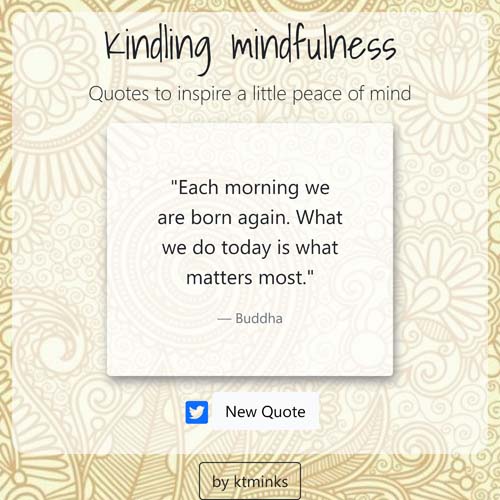 Kindling mindfulness
Quotes to inspire a little peace of mind
"Each morning we
are born again. What
we do today is what
matters most."
— Buddha
New Quote
by ktminks